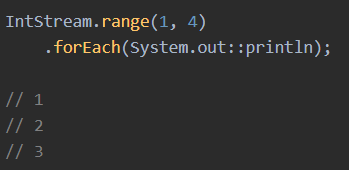 IntStream.range(1, 4)
    .forEach(System.out::println);

// 1
// 2
// 3